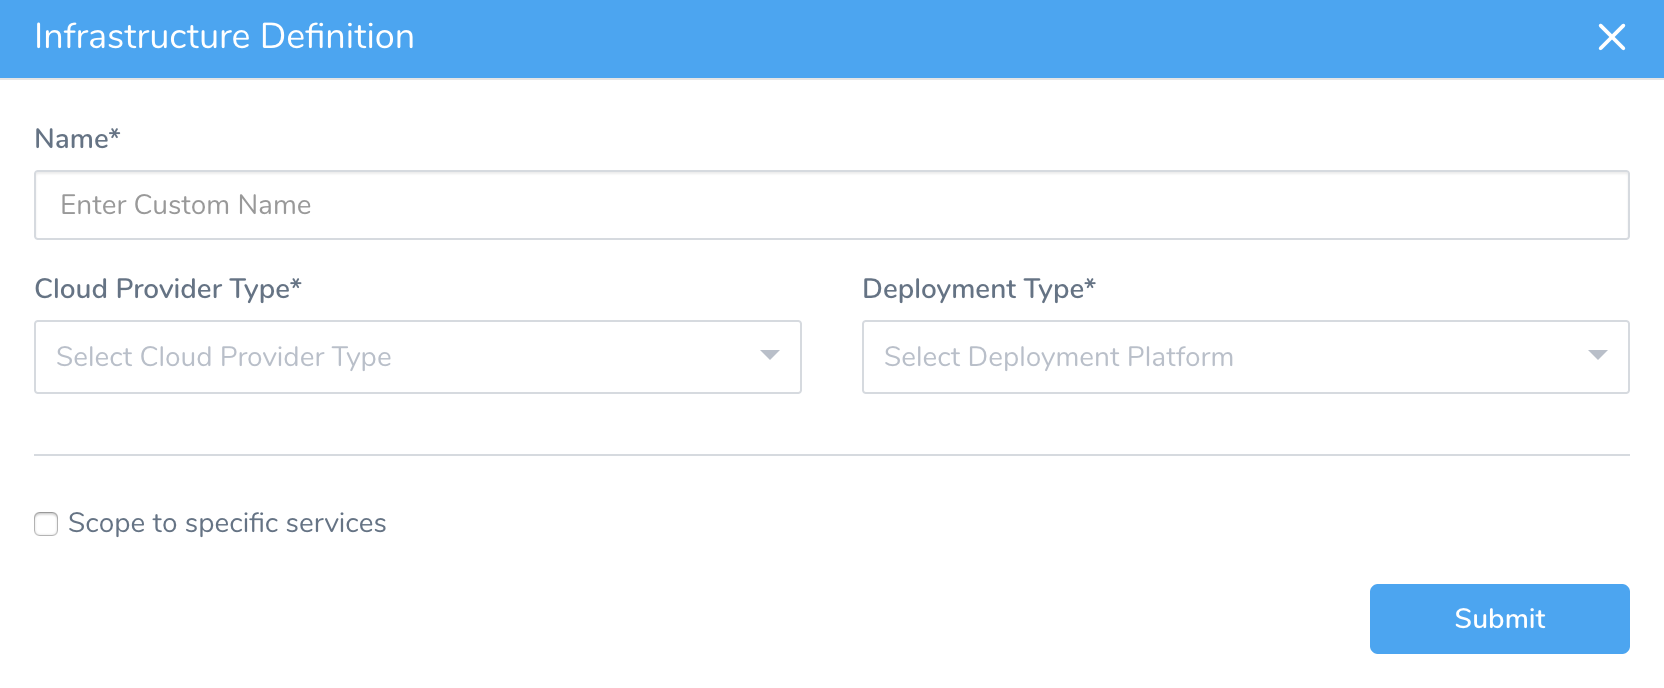 Infrastructure Definition
Name*
Enter Custom Name
Cloud Provider Type*
Deployment Type*
Select Cloud Provider Type
Select Deployment Platform
Scope to specific services
Submit